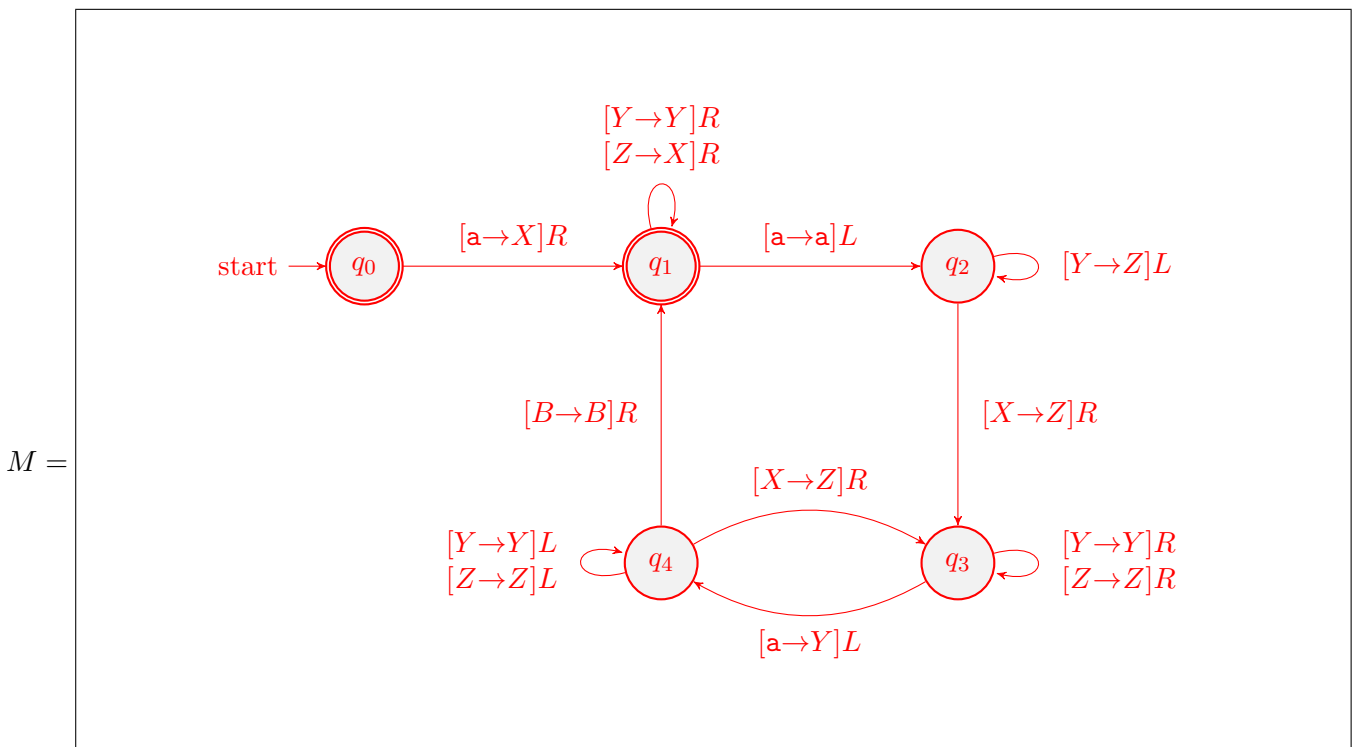 [Y→Y]R
[Z→X]R
[a→X]R
[a→a]L
start
q₀
q₁
q₂
[Y→Z]L
[B→B]R
[X→Z]R
M =
[X→Z]R
[Y→Y]L
[Z→Z]L
q₄
q₃
[Y→Y]R
[Z→Z]R
[a→Y]L